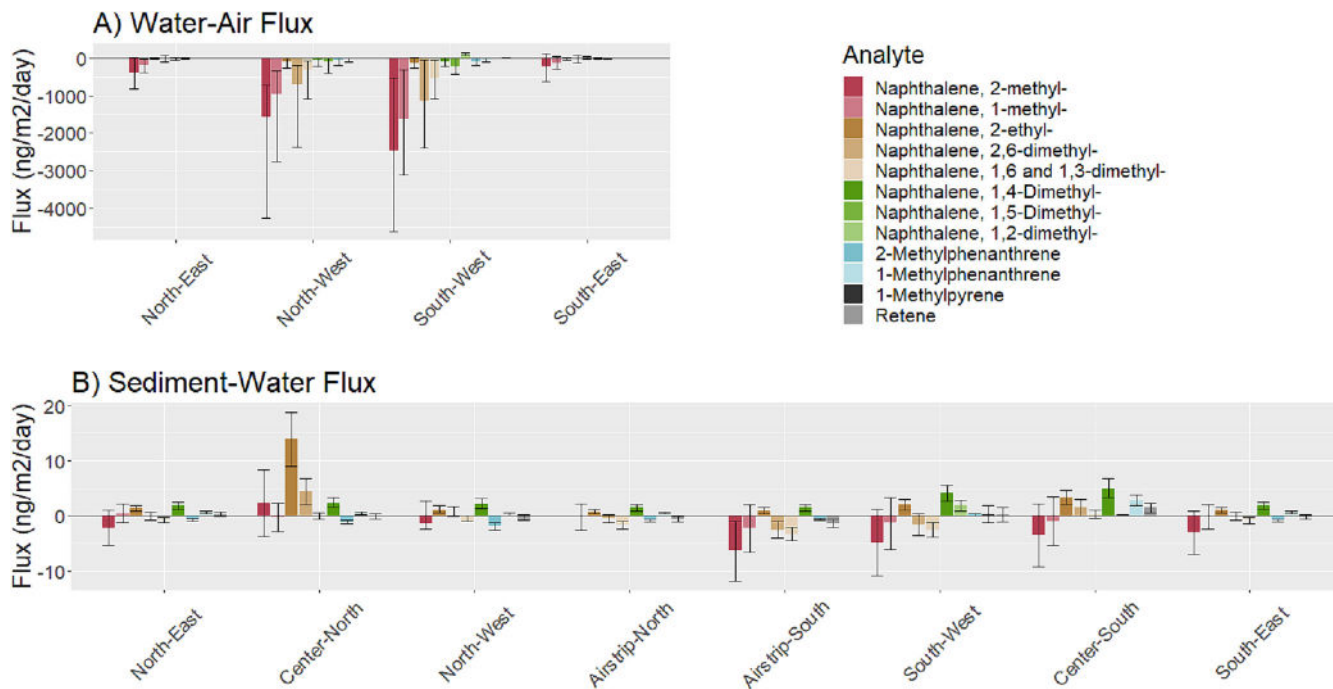 A) Water-Air Flux
Flux (ng/m2/day)
0
-1000
-2000
-3000
-4000
North-East
North-West
South-West
South-East
Analyte
Naphthalene, 2-methyl-
Naphthalene, 1-methyl-
Naphthalene, 2-ethyl-
Naphthalene, 2,6-dimethyl-
Naphthalene, 1,6 and 1,3-dimethyl-
Naphthalene, 1,4-Dimethyl-
Naphthalene, 1,5-Dimethyl-
Naphthalene, 1,2-dimethyl-
2-Methylphenanthrene
1-Methylphenanthrene
1-Methylpyrene
Retene
B) Sediment-Water Flux
Flux (ng/m2/day)
20
10
0
-10
North-East
Center-North
North-West
Airstrip-North
Airstrip-South
South-West
Center-South
South-East